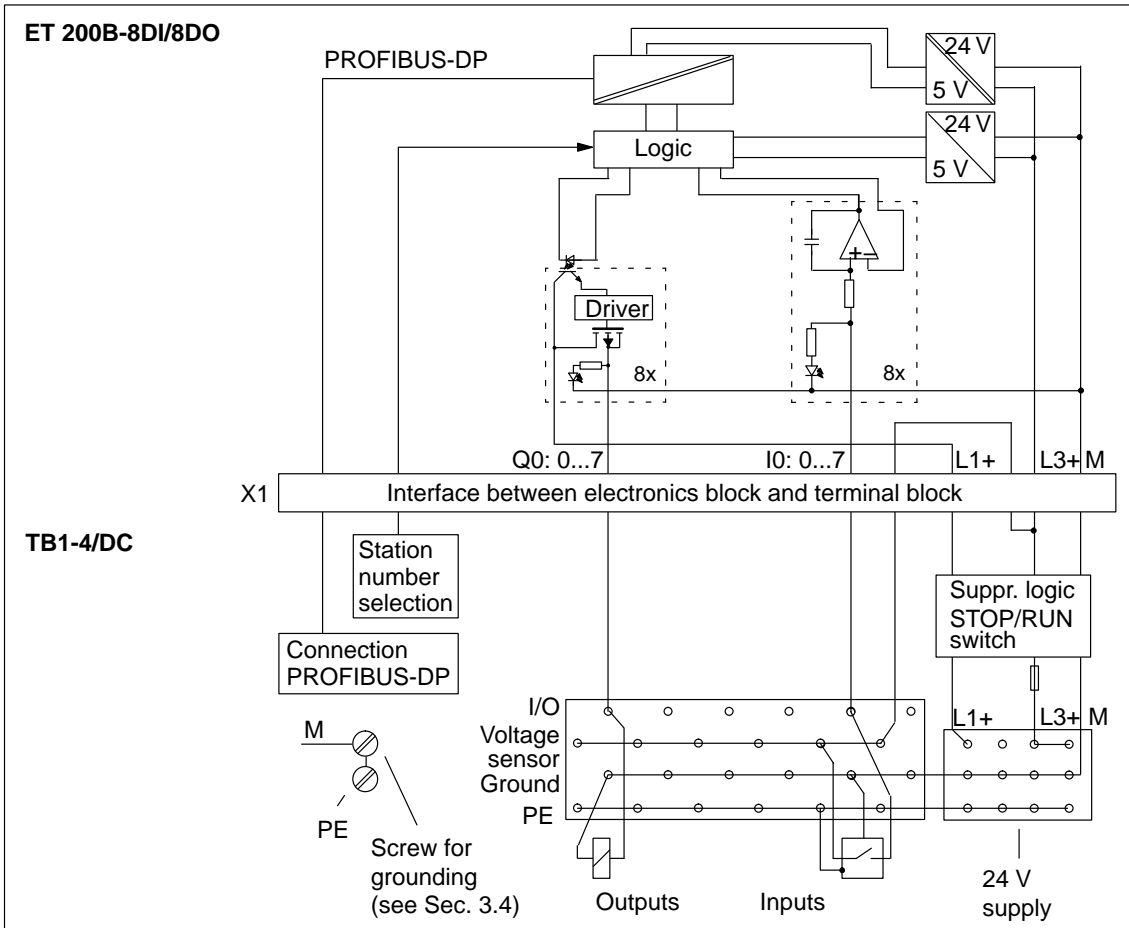 ET 200B-8DI/8DO
PROFIBUS-DP
24 V
5 V
Logic
24 V
5 V
+ −
Driver
8x
8x
Q0: 0...7
I0: 0...7
L1+
L3+ M
X1
Interface between electronics block and terminal block
TB1-4/DC
Station
number
selection
Suppr. logic
STOP/RUN
switch
Connection
PROFIBUS-DP
I/O
Voltage
sensor
Ground
PE
L1+
L3+ M
M
PE
Screw for
grounding
(see Sec. 3.4)
Outputs
Inputs
24 V
supply